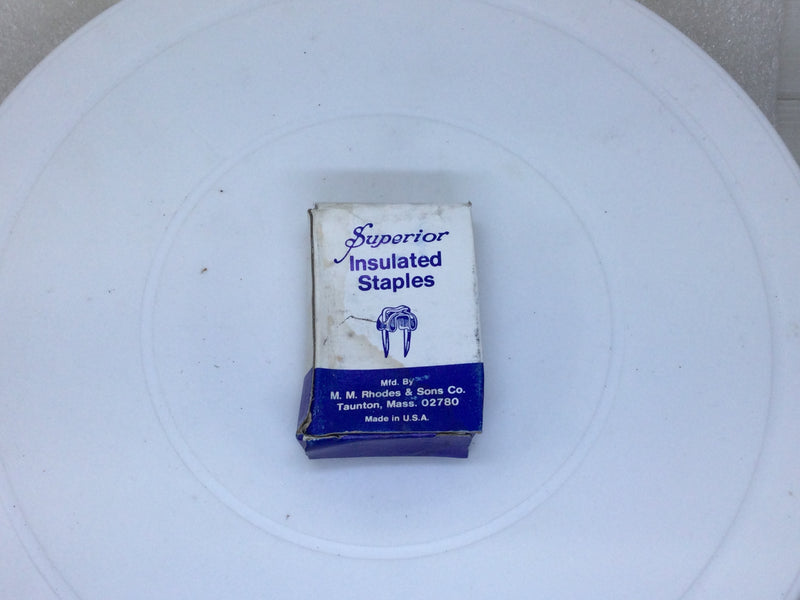 Superior
Insulated
Staples
Mfd. By
M. M. Rhodes & Sons Co.
Taunton, Mass. 02780
Made in U.S.A.